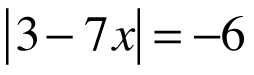 |3 − 7x| = −6